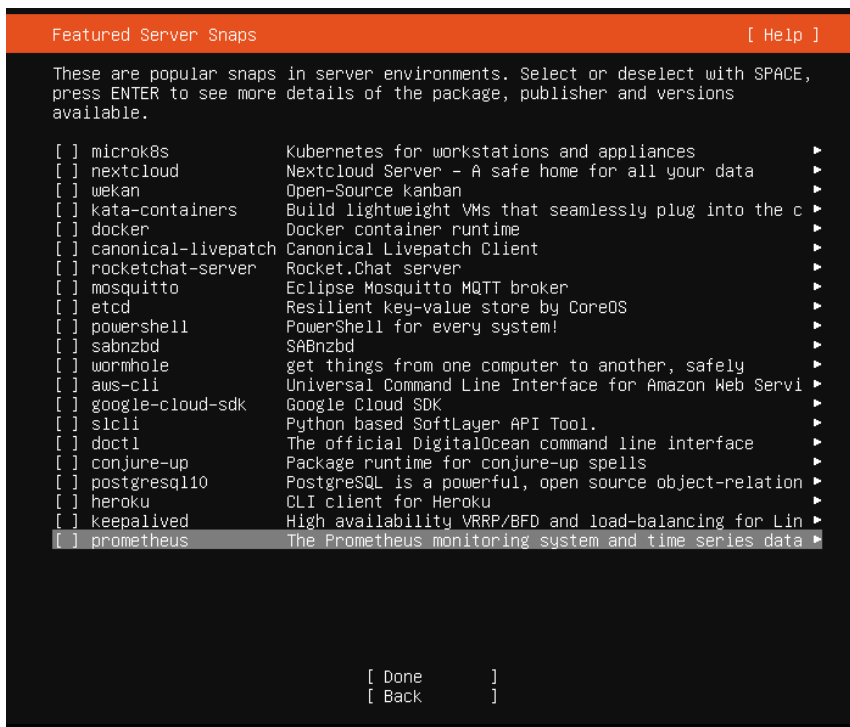 Featured Server Snaps [ Help ]
These are popular snaps in server environments. Select or deselect with SPACE,
press ENTER to see more details of the package, publisher and versions
available.
[ ] microk8s Kubernetes for workstations and appliances ►
[ ] nextcloud Nextcloud Server – A safe home for all your data ►
[ ] wekan Open–Source kanban ►
[ ] kata–containers Build lightweight VMs that seamlessly plug into the c ►
[ ] docker Docker container runtime ►
[ ] canonical–livepatch Canonical Livepatch Client ►
[ ] rocketchat–server Rocket.Chat server ►
[ ] mosquitto Eclipse Mosquitto MQTT broker ►
[ ] etcd Resilient key–value store by CoreOS ►
[ ] powershell PowerShell for every system! ►
[ ] sabnzbd SABnzbd ►
[ ] wormhole get things from one computer to another, safely ►
[ ] aws–cli Universal Command Line Interface for Amazon Web Servi ►
[ ] google–cloud–sdk Google Cloud SDK ►
[ ] slcli Python based SoftLayer API Tool. ►
[ ] doctl The official DigitalOcean command line interface ►
[ ] conjure–up Package runtime for conjure–up spells ►
[ ] postgresql10 PostgreSQL is a powerful, open source object–relation ►
[ ] heroku CLI client for Heroku ►
[ ] keepalived High availability VRRP/BFD and load–balancing for Lin ►
[ ] prometheus The Prometheus monitoring system and time series data ►
[ Done ]
[ Back ]